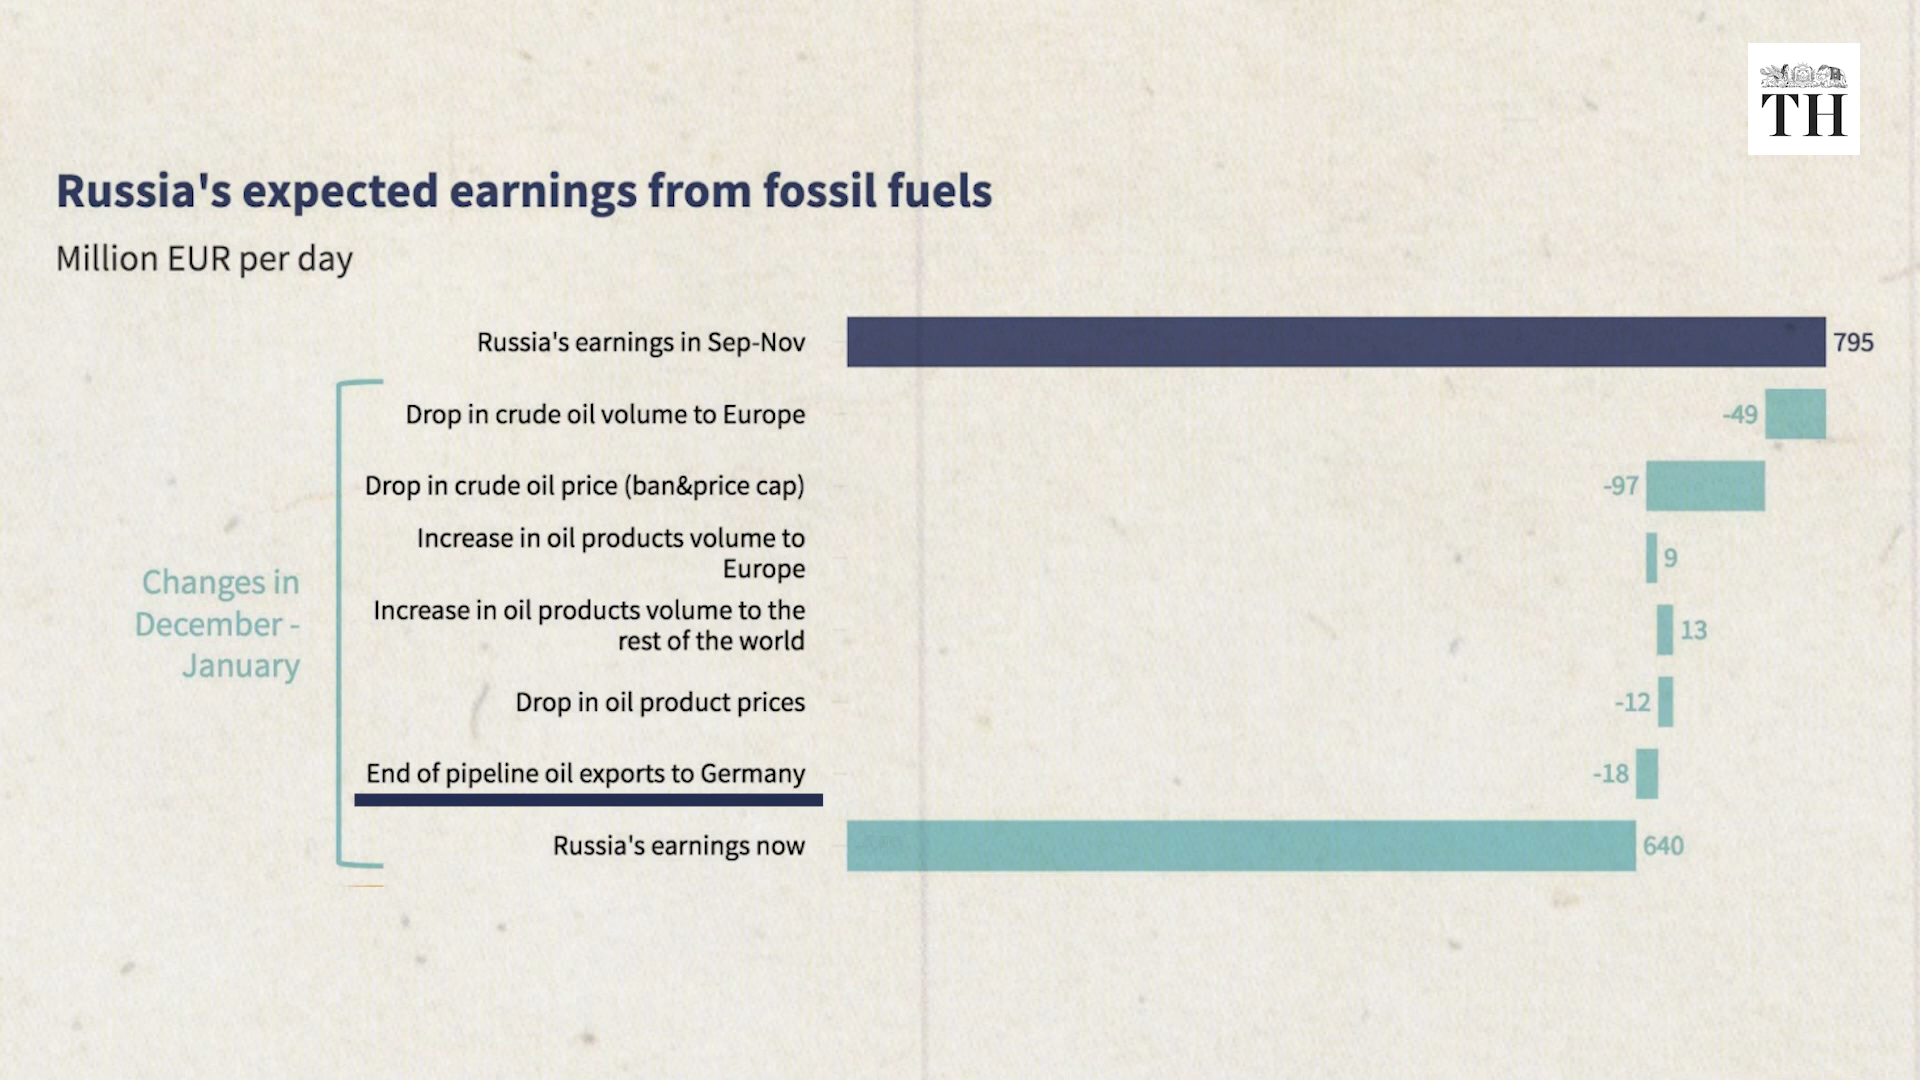 TH
Russia's expected earnings from fossil fuels
Million EUR per day
Russia's earnings in Sep-Nov
795
Drop in crude oil volume to Europe
-49
Drop in crude oil price (ban&price cap)
-97
Increase in oil products volume to
Europe
9
Increase in oil products volume to the
rest of the world
13
Drop in oil product prices
-12
End of pipeline oil exports to Germany
-18
Russia's earnings now
640
Changes in
December -
January